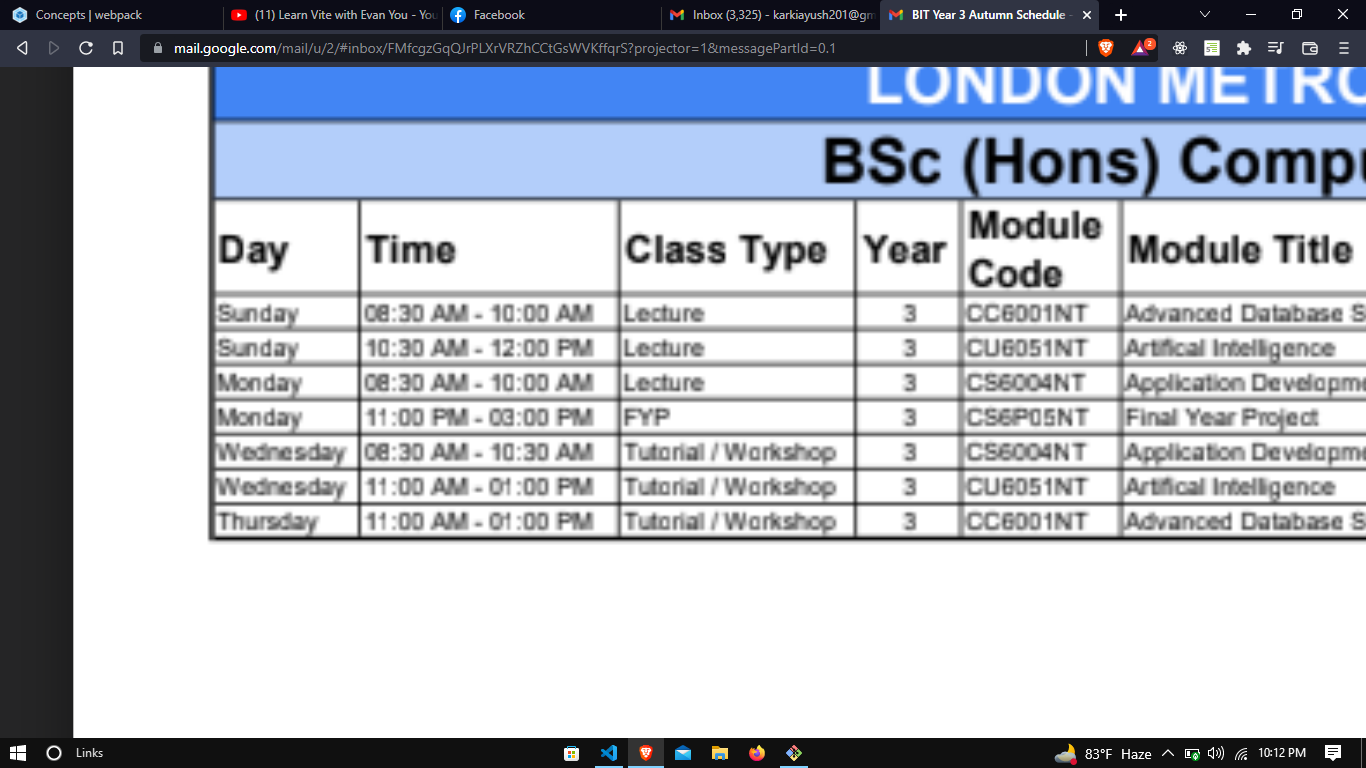 Concepts | webpack
(11) Learn Vite with Evan You - You
Facebook
Inbox (3,325) - karkiayush201@gm
BIT Year 3 Autumn Schedule -
mail.google.com/mail/u/2/#inbox/FMfcgzGqQJrPLXrVRZhCCtGsWVKffqrS?projector=1&messagePartId=0.1
2
LONDON METRO
BSc (Hons) Compu
Day Time Class Type Year Module Code Module Title
Sunday 08:30 AM - 10:00 AM Lecture 3 CC6001NT Advanced Database S
Sunday 10:30 AM - 12:00 PM Lecture 3 CU6051NT Artifical Intelligence
Monday 08:30 AM - 10:00 AM Lecture 3 CS6004NT Application Developme
Monday 11:00 PM - 03:00 PM FYP 3 CS6P05NT Final Year Project
Wednesday 08:30 AM - 10:30 AM Tutorial / Workshop 3 CS6004NT Application Developme
Wednesday 11:00 AM - 01:00 PM Tutorial / Workshop 3 CU6051NT Artifical Intelligence
Thursday 11:00 AM - 01:00 PM Tutorial / Workshop 3 CC6001NT Advanced Database S
Links
83°F Haze
10:12 PM